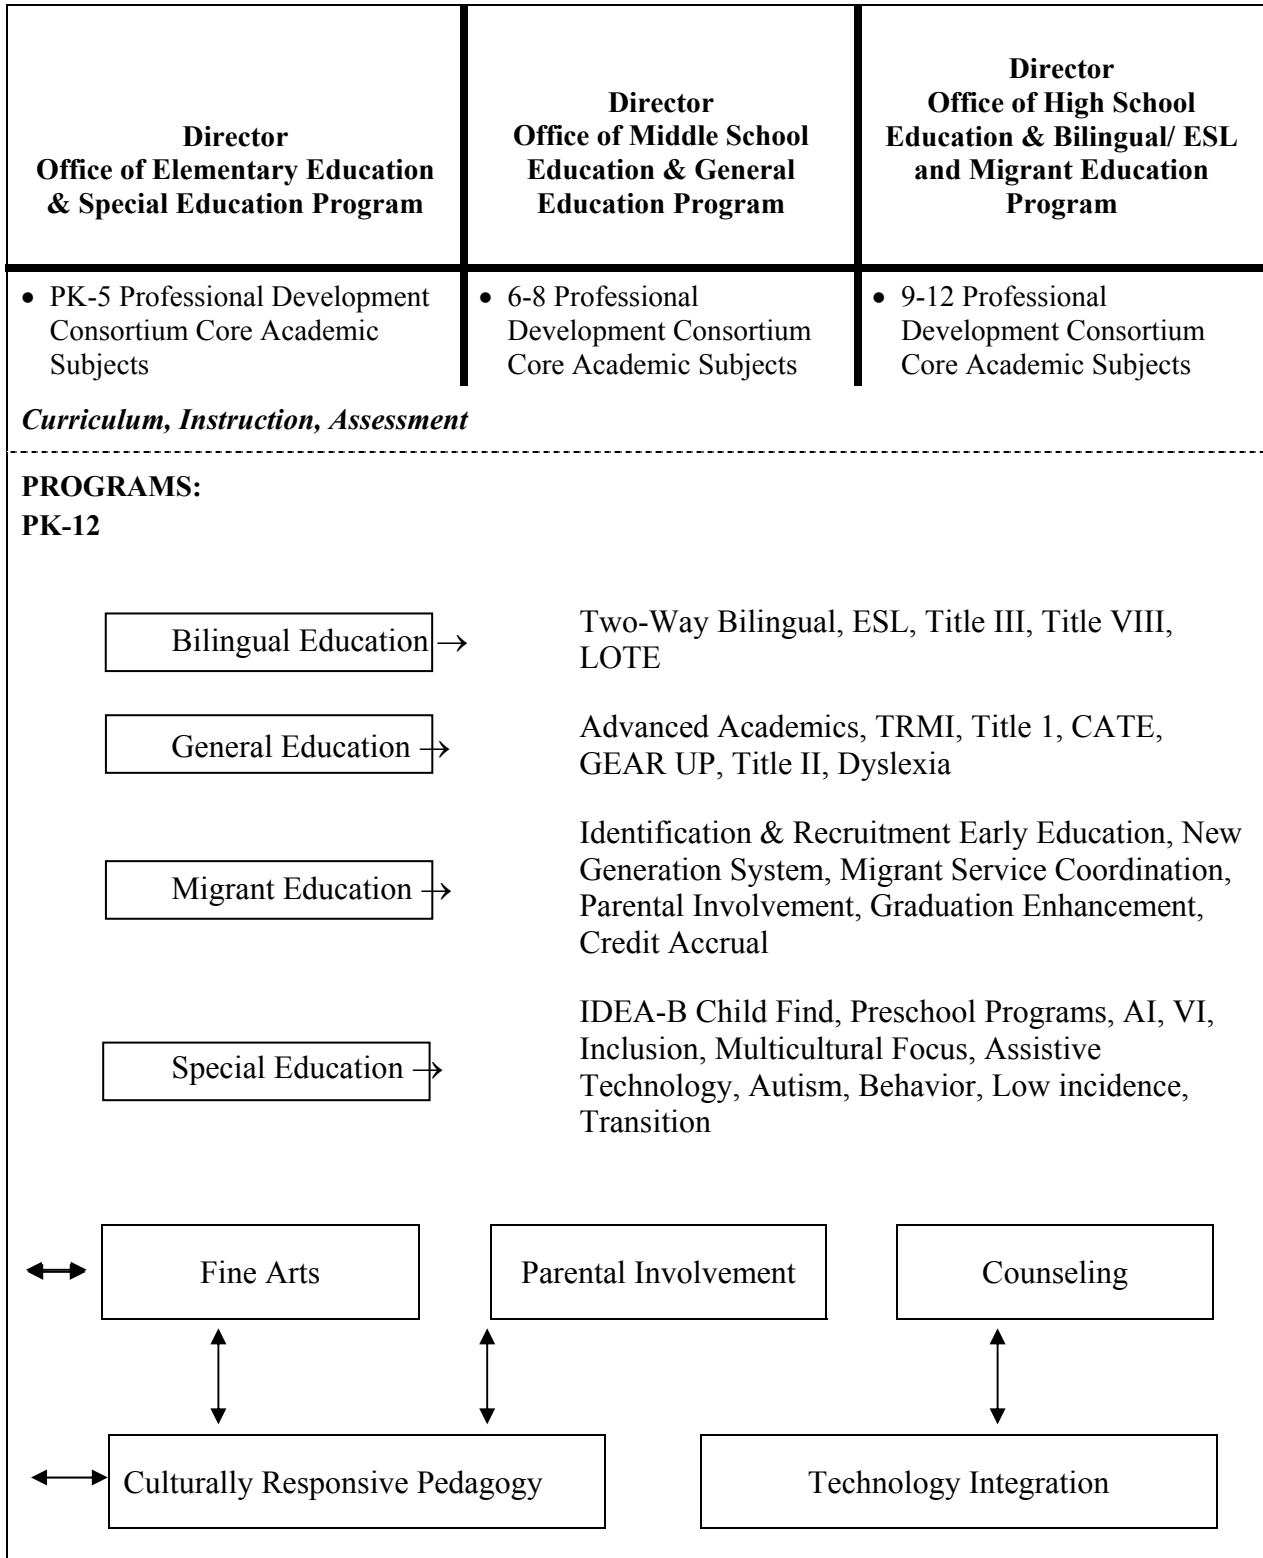 Director
Office of Elementary Education
& Special Education Program
Director
Office of Middle School
Education & General
Education Program
Director
Office of High School
Education & Bilingual/ ESL
and Migrant Education
Program
• PK-5 Professional Development
Consortium Core Academic
Subjects
• 6-8 Professional
Development Consortium
Core Academic Subjects
• 9-12 Professional
Development Consortium
Core Academic Subjects
Curriculum, Instruction, Assessment
PROGRAMS:
PK-12
Bilingual Education →
Two-Way Bilingual, ESL, Title III, Title VIII,
LOTE
General Education →
Advanced Academics, TRMI, Title 1, CATE,
GEAR UP, Title II, Dyslexia
Migrant Education →
Identification & Recruitment Early Education, New
Generation System, Migrant Service Coordination,
Parental Involvement, Graduation Enhancement,
Credit Accrual
Special Education →
IDEA-B Child Find, Preschool Programs, AI, VI,
Inclusion, Multicultural Focus, Assistive
Technology, Autism, Behavior, Low incidence,
Transition
Fine Arts
Parental Involvement
Counseling
Culturally Responsive Pedagogy
Technology Integration